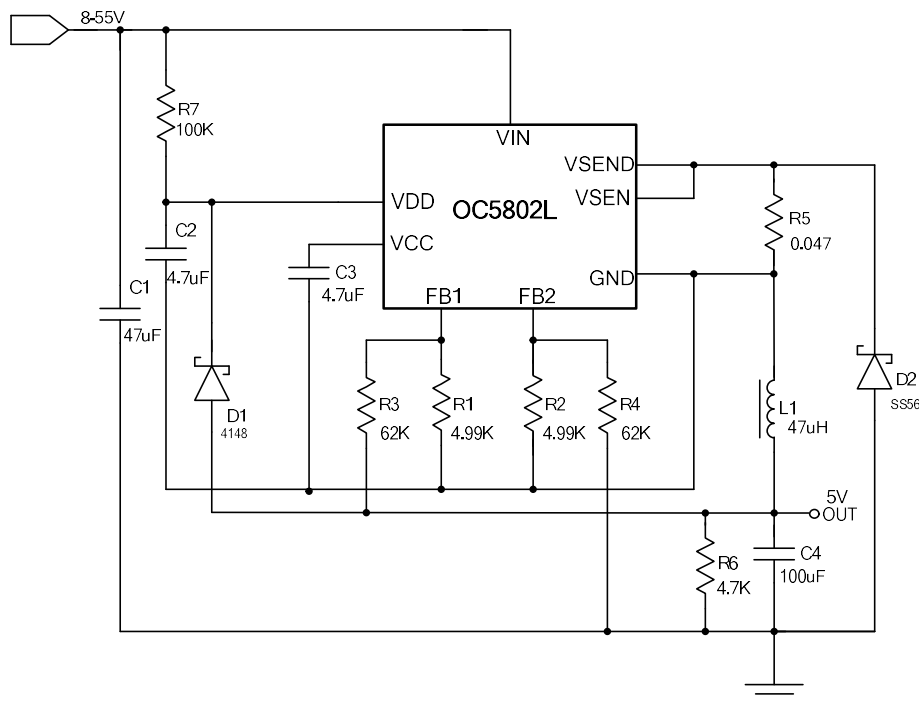 8-55V
R7
100K
VIN
VSEND
VSEN
VDD
OC5802L
R5
0.047
C2
4.7uF
VCC
C3
4.7uF
GND
C1
47uF
FB1
FB2
D1
4148
R3
62K
R1
4.99K
R2
4.99K
R4
62K
L1
47uH
D2
SS56
5V
OUT
R6
4.7K
C4
100uF